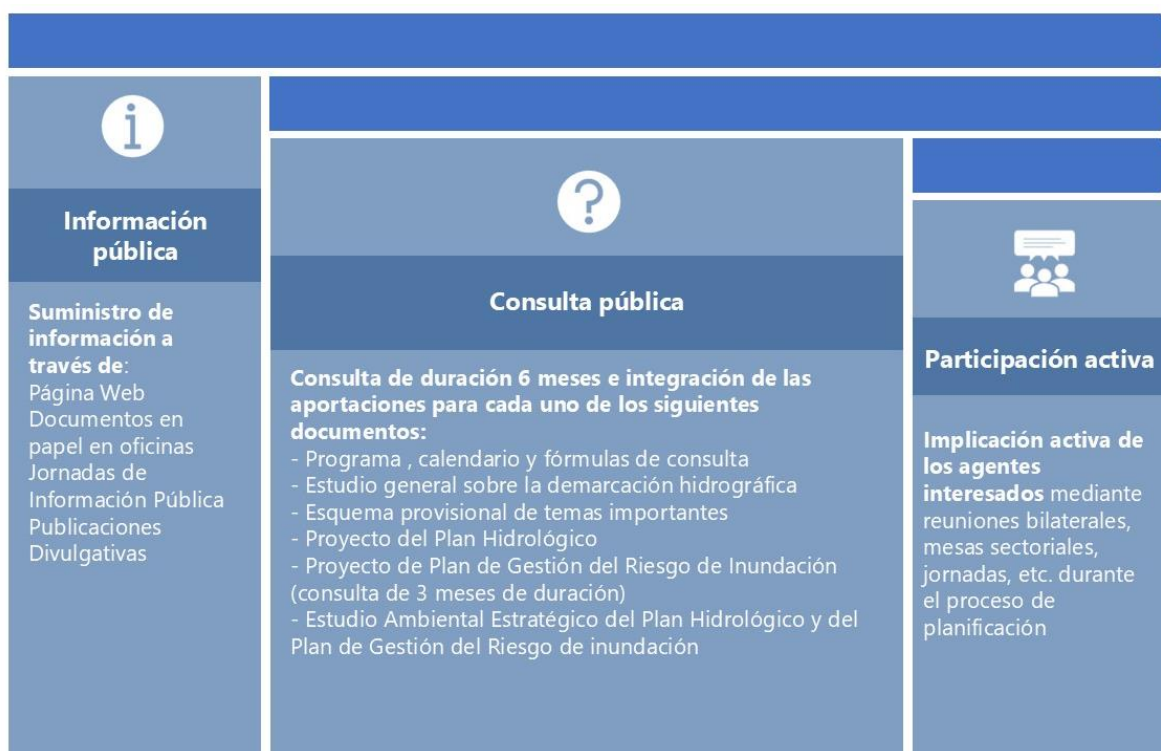 Información
pública
Suministro de
información a
través de:
Página Web
Documentos en
papel en oficinas
Jornadas de
Información Pública
Publicaciones
Divulgativas
Consulta pública
Consulta de duración 6 meses e integración de las
aportaciones para cada uno de los siguientes
documentos:
- Programa , calendario y fórmulas de consulta
- Estudio general sobre la demarcación hidrográfica
- Esquema provisional de temas importantes
- Proyecto del Plan Hidrológico
- Proyecto de Plan de Gestión del Riesgo de Inundación
(consulta de 3 meses de duración)
- Estudio Ambiental Estratégico del Plan Hidrológico y del
Plan de Gestión del Riesgo de inundación
Participación activa
Implicación activa de
los agentes
interesados mediante
reuniones bilaterales,
mesas sectoriales,
jornadas, etc. durante
el proceso de
planificación